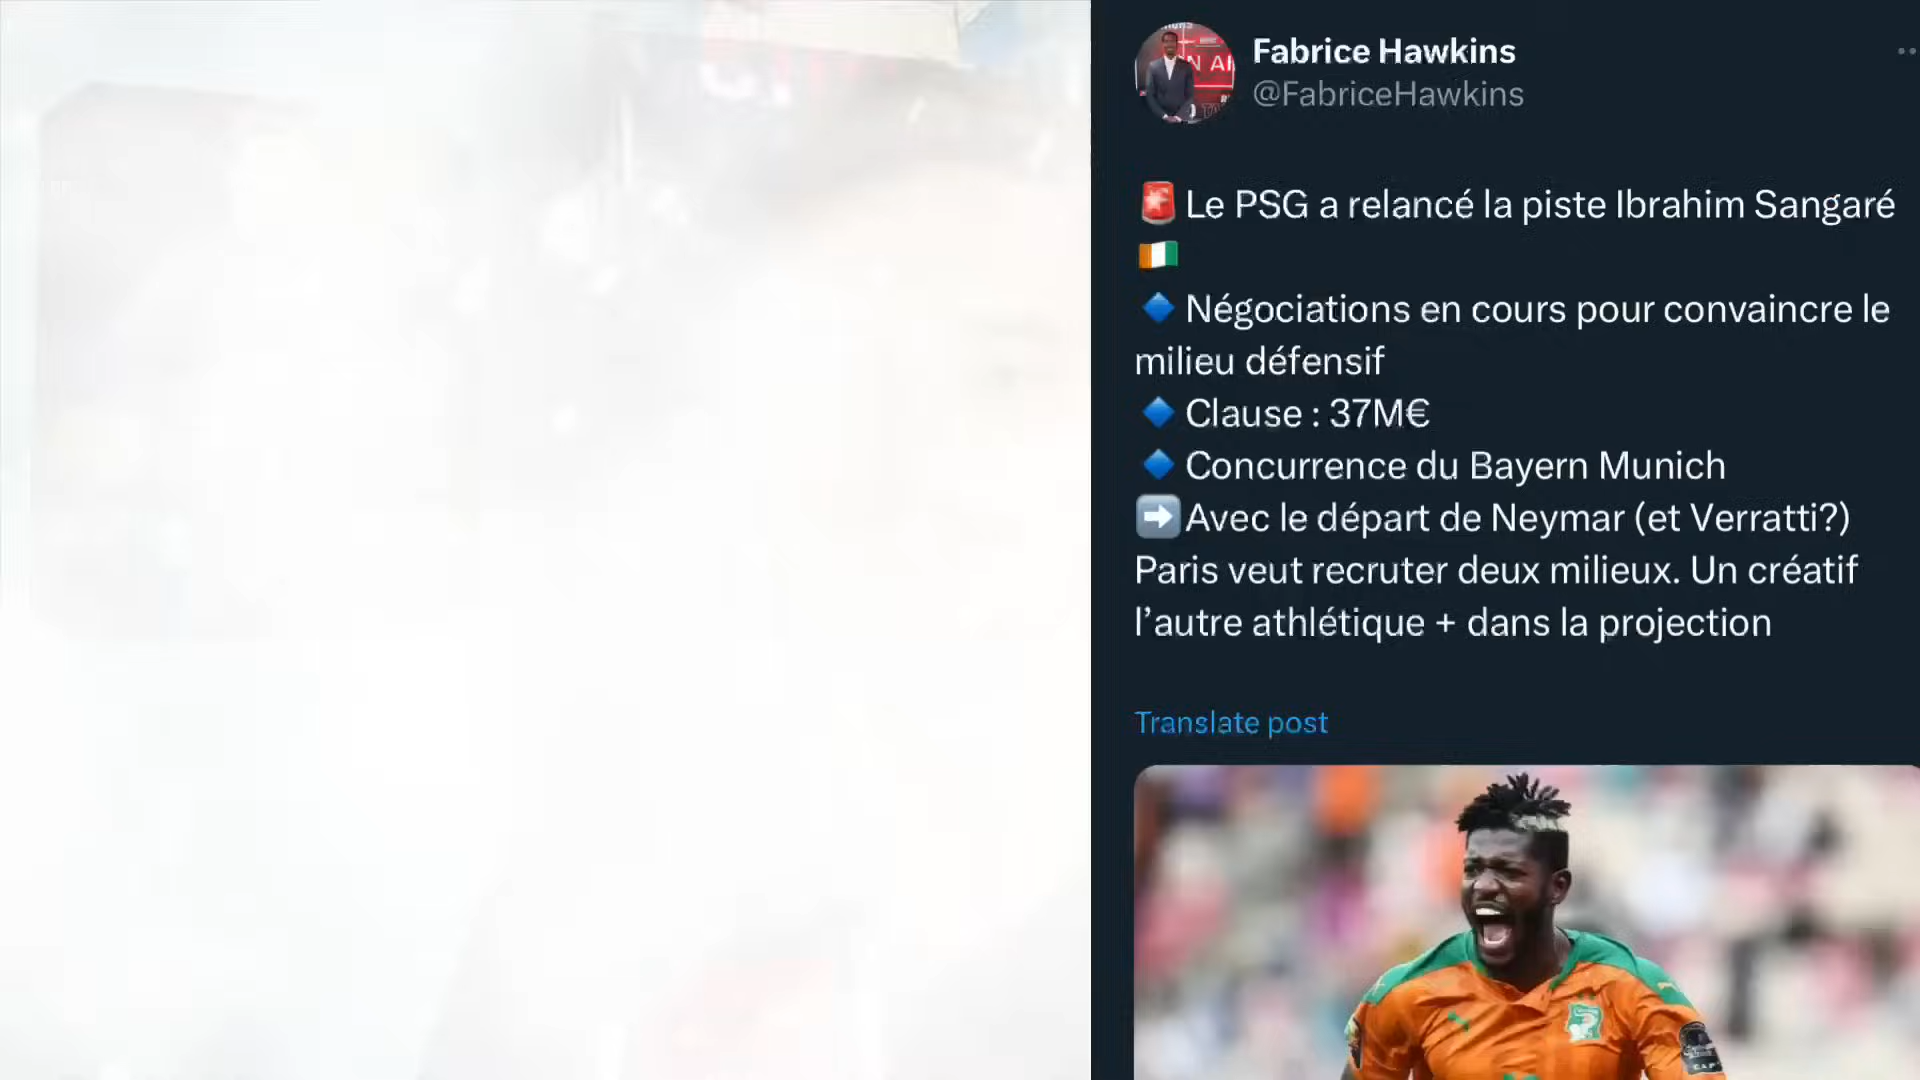 Fabrice Hawkins
@FabriceHawkins
🚨 Le PSG a relancé la piste Ibrahim Sangaré
🇨🇮
🔷 Négociations en cours pour convaincre le
milieu défensif
🔷 Clause : 37M€
🔷 Concurrence du Bayern Munich
➡️Avec le départ de Neymar (et Verratti?)
Paris veut recruter deux milieux. Un créatif
l’autre athlétique + dans la projection
Translate post